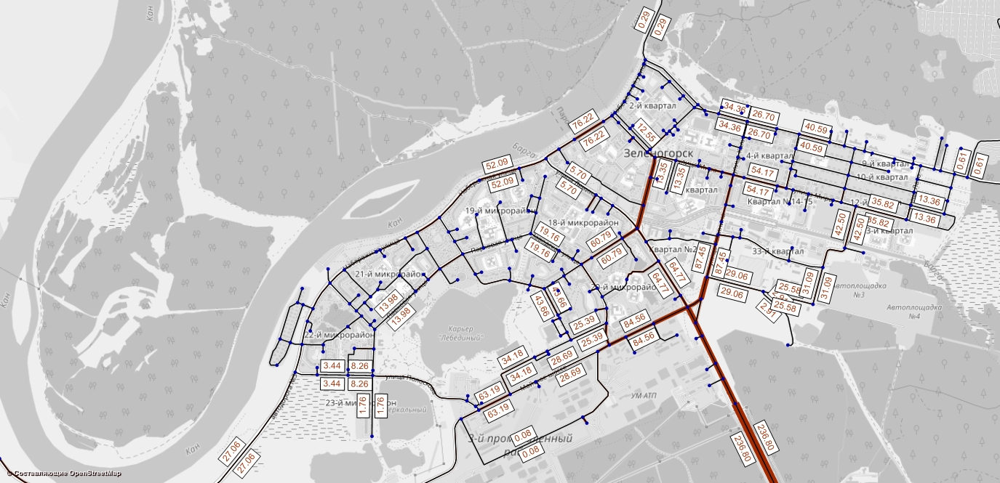 Кан
0.29
0.29
2-й квартал
34.36
26.70
34.36
26.70
76.22
76.22
12.55
40.59
40.59
Зеленогорск
Барга
4-й квартал
9-й квартал
0.61
0.61
52.09
52.09
5.70
5.70
13.35
13.35
квартал
54.17
54.17
10-й квартал
Квартал №14-15
35.82
35.82
13.36
13.36
Кан
19-й микрорайон
18-й микрорайон
42.50
42.50
33-й квартал
19.16
19.16
60.79
60.79
87.45
87.45
21-й микрорайон
64.77
64.77
29.06
29.06
31.09
31.09
25.58
25.58
2.91
Автоплощадка
№3
Автоплощадка
№4
Барга
Кан
13.98
13.98
43.66
43.66
25.39
25.39
84.56
84.56
22-й микрорайон
Карьер
"Лебединый"
34.18
34.18
28.69
28.69
3.44
8.26
3.44
8.26
63.19
63.19
1.76
1.76
УМ АТП
Кан
27.06
27.06
0.08
0.08
236.80
236.80
© Составляющие OpenStreetMap